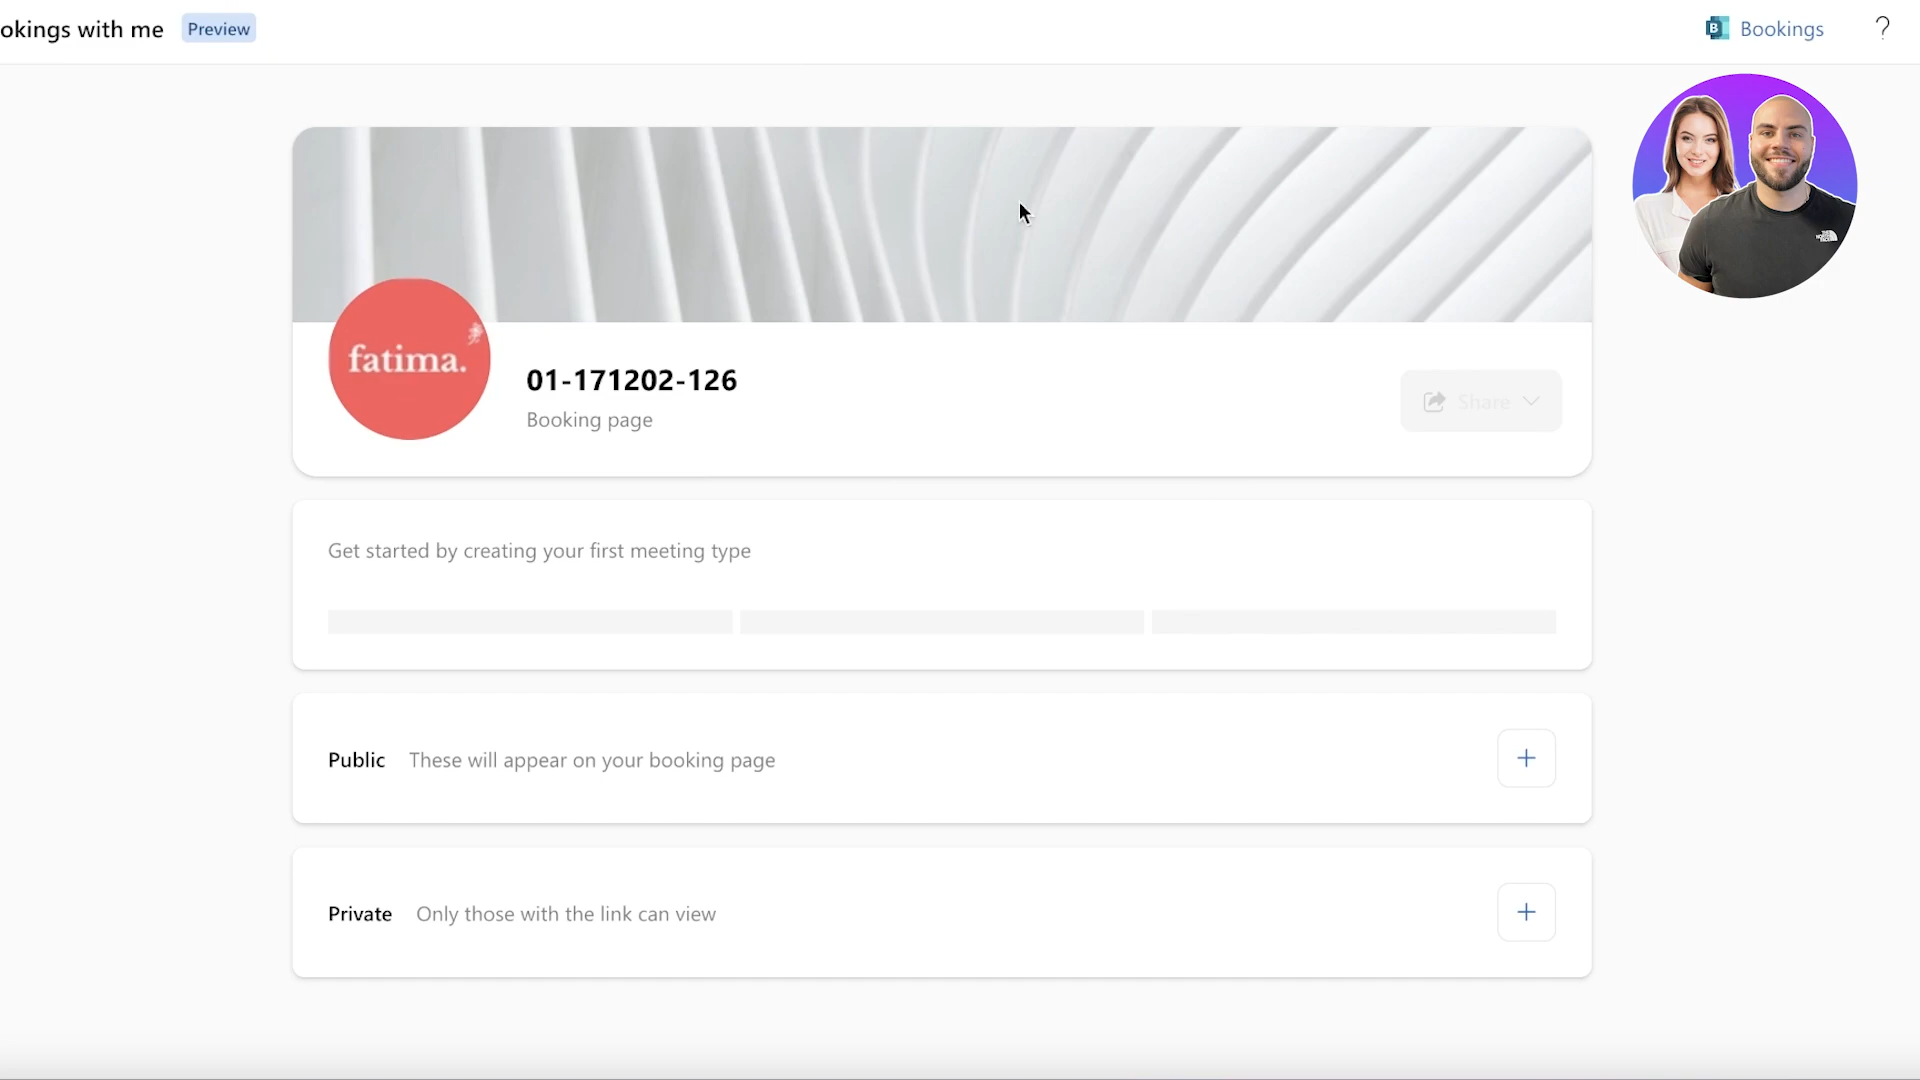 okings with me
Preview
Bookings
?
fatima.
01-171202-126
Booking page
Share
Get started by creating your first meeting type
Public These will appear on your booking page
+
Private Only those with the link can view
+